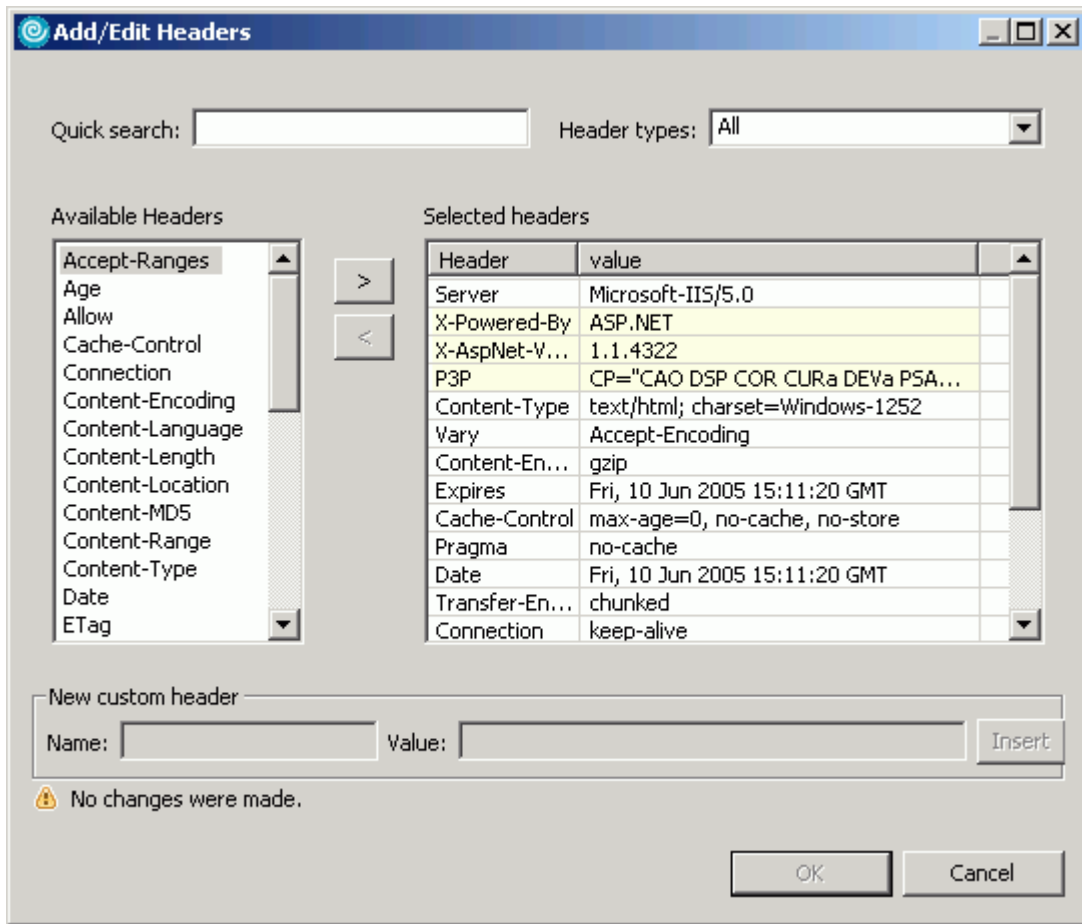 Add/Edit Headers
Quick search:
Header types: All
Available Headers
Accept-Ranges
Age
Allow
Cache-Control
Connection
Content-Encoding
Content-Language
Content-Length
Content-Location
Content-MD5
Content-Range
Content-Type
Date
ETag
>
<
Selected headers
Header value
Server Microsoft-IIS/5.0
X-Powered-By ASP.NET
X-AspNet-V... 1.1.4322
P3P CP="CAO DSP COR CURa DEVa PSA...
Content-Type text/html; charset=Windows-1252
Vary Accept-Encoding
Content-En... gzip
Expires Fri, 10 Jun 2005 15:11:20 GMT
Cache-Control max-age=0, no-cache, no-store
Pragma no-cache
Date Fri, 10 Jun 2005 15:11:20 GMT
Transfer-En... chunked
Connection keep-alive
New custom header
Name: Value: Insert
No changes were made.
OK Cancel